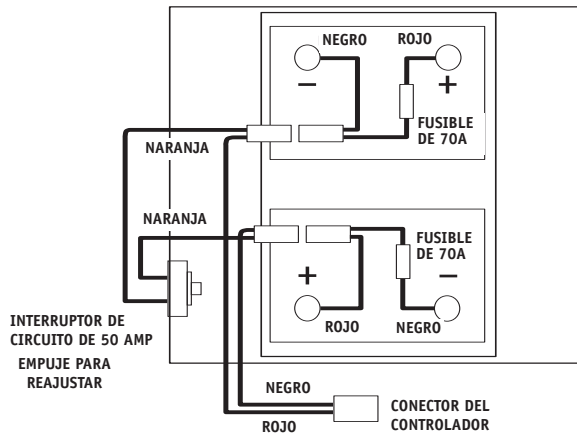 NEGRO
ROJO
−
+
FUSIBLE
DE 70A
NARANJA
NARANJA
FUSIBLE
DE 70A
+
−
ROJO
NEGRO
INTERRUPTOR DE
CIRCUITO DE 50 AMP
EMPUJE PARA
REAJUSTAR
NEGRO
ROJO
CONECTOR DEL
CONTROLADOR